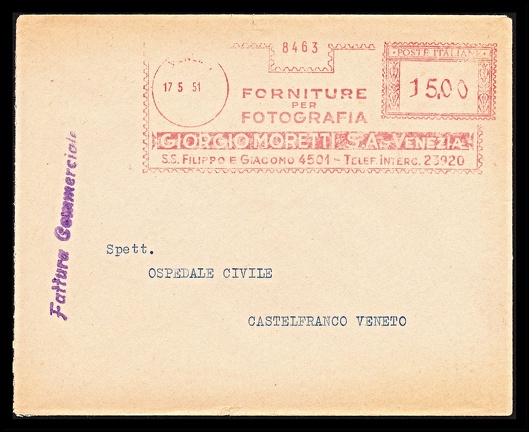 8463
POSTE ITALIANE
17 5 51
15,00
FORNITURE
PER
FOTOGRAFIA
GIORGIO MORETTI S.A.-VENEZIA
S.S. FILIPPO E GIACOMO 4501-TELEF. INTERC. 23920
Fattura Commerciale
Spett.
OSPEDALE CIVILE
CASTELFRANCO VENETO